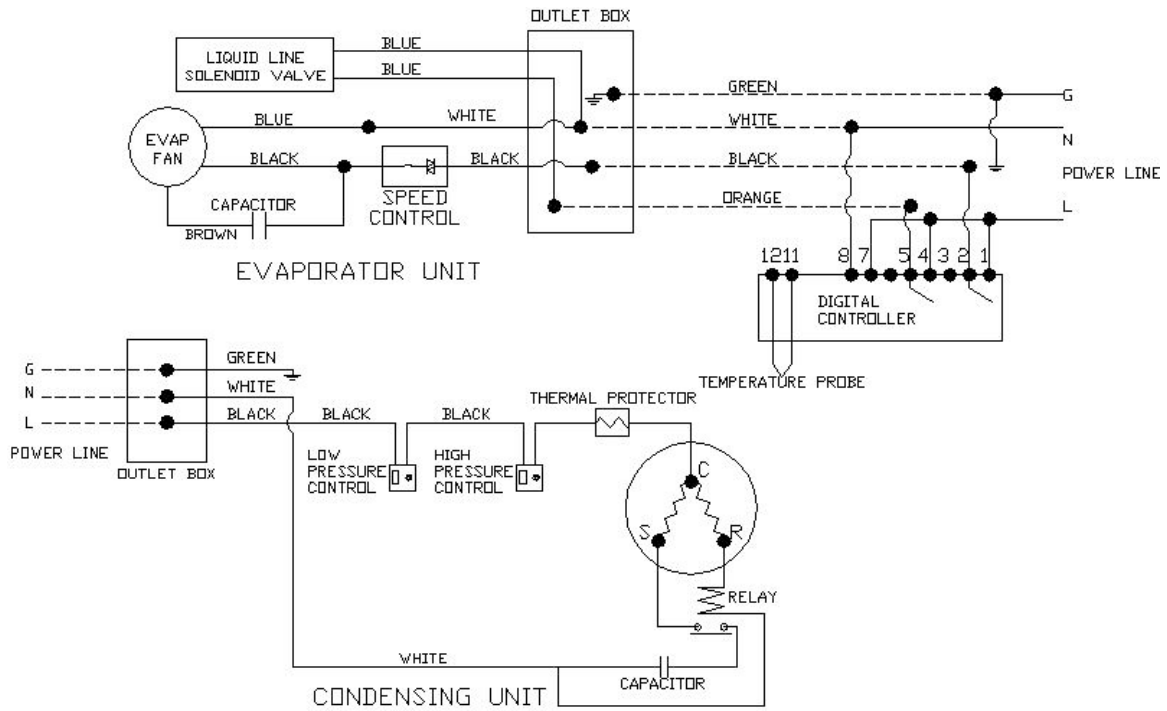 OUTLET BOX
BLUE
LIQUID LINE
SOLENOID VALVE
BLUE
GREEN
G
BLUE
WHITE
WHITE
N
EVAP
FAN
BLACK
BLACK
BLACK
POWER LINE
SPEED
CONTROL
CAPACITOR
BROWN
ORANGE
L
EVAPORATOR UNIT
12 11 8 7 5 4 3 2 1
DIGITAL
CONTROLLER
TEMPERATURE PROBE
G
GREEN
N
WHITE
L
BLACK
BLACK
BLACK
THERMAL PROTECTOR
POWER LINE
OUTLET BOX
LOW
PRESSURE
CONTROL
HIGH
PRESSURE
CONTROL
C
S
R
RELAY
WHITE
CAPACITOR
CONDENSING UNIT